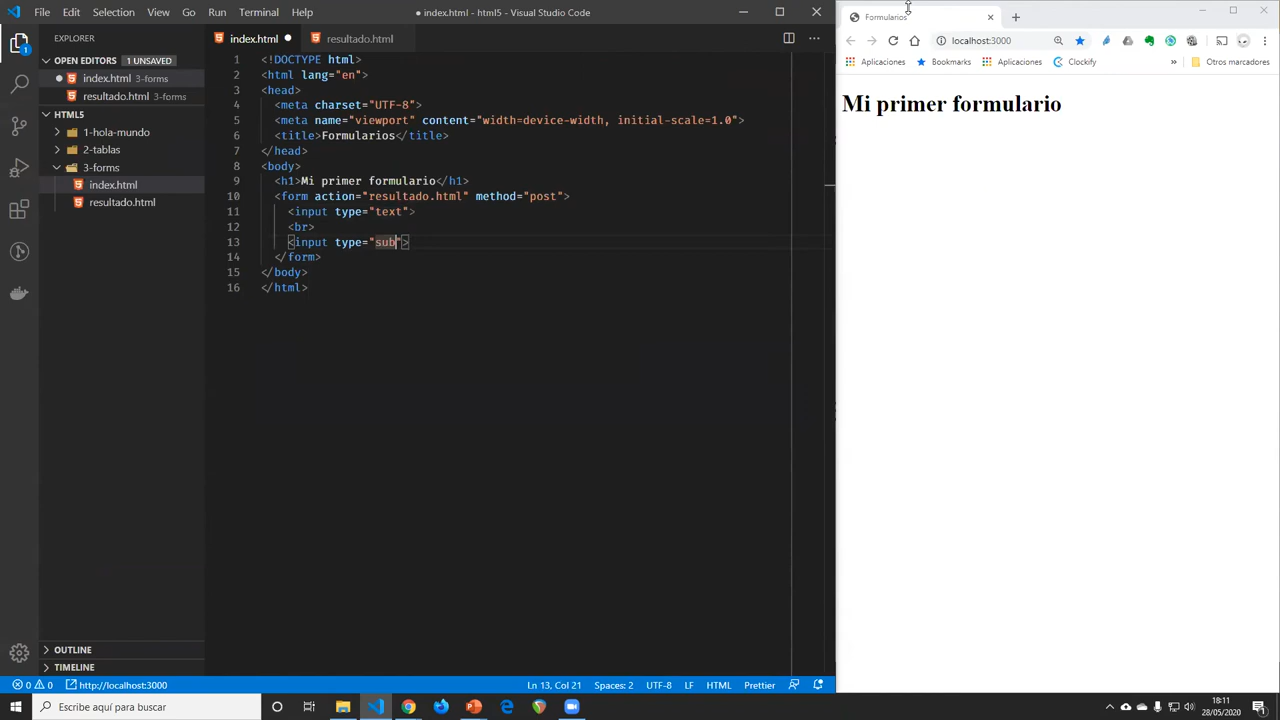 File Edit Selection View Go Run Terminal Help
● index.html - html5 - Visual Studio Code
EXPLORER
OPEN EDITORS 1 UNSAVED
index.html 3-forms
resultado.html 3-forms
HTML5
1-hola-mundo
2-tablas
3-forms
index.html
resultado.html
OUTLINE
TIMELINE
index.html ●
resultado.html
1 <!DOCTYPE html>
2 <html lang="en">
3 <head>
4 <meta charset="UTF-8">
5 <meta name="viewport" content="width=device-width, initial-scale=1.0">
6 <title>Formularios</title>
7 </head>
8 <body>
9 <h1>Mi primer formulario</h1>
10 <form action="resultado.html" method="post">
11 <input type="text">
12 <br>
13 <input type="sub">
14 </form>
15 </body>
16 </html>
0 0 http://localhost:3000
Ln 13, Col 21 Spaces: 2 UTF-8 LF HTML Prettier
Formularios
localhost:3000
Aplicaciones Bookmarks Aplicaciones Clockify » Otros marcadores
Mi primer formulario
Escribe aquí para buscar
18:11
28/05/2020
1
1